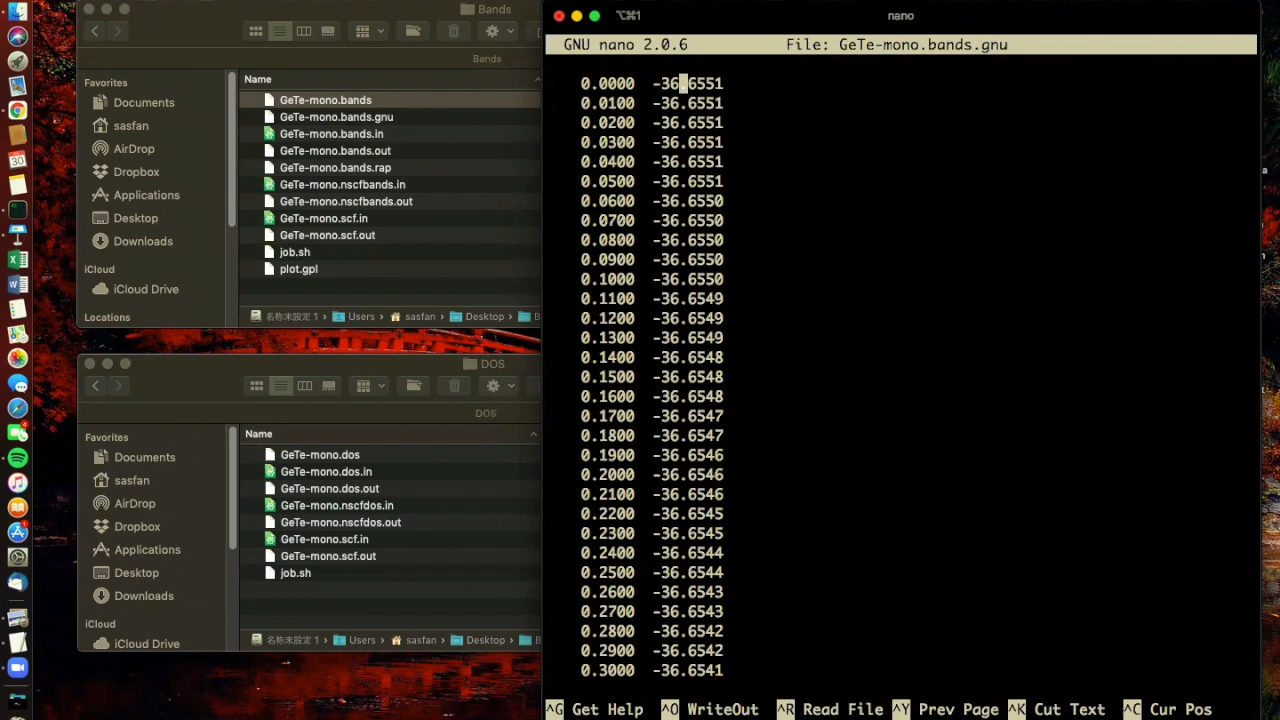 Bands
Bands
Favorites
Documents
sasfan
AirDrop
Dropbox
Applications
Desktop
Downloads
iCloud
iCloud Drive
Locations
Name
GeTe-mono.bands
GeTe-mono.bands.gnu
GeTe-mono.bands.in
GeTe-mono.bands.out
GeTe-mono.bands.rap
GeTe-mono.nscfbands.in
GeTe-mono.nscfbands.out
GeTe-mono.scf.in
GeTe-mono.scf.out
job.sh
plot.gpl
名称未設定 1 › Users › sasfan › Desktop › B
DOS
DOS
Favorites
Documents
sasfan
AirDrop
Dropbox
Applications
Desktop
Downloads
iCloud
iCloud Drive
Name
GeTe-mono.dos
GeTe-mono.dos.in
GeTe-mono.dos.out
GeTe-mono.nscfdos.in
GeTe-mono.nscfdos.out
GeTe-mono.scf.in
GeTe-mono.scf.out
job.sh
名称未設定 1 › Users › sasfan › Desktop › B
⌥⌘1 nano
GNU nano 2.0.6 File: GeTe-mono.bands.gnu
0.0000 -36.6551
0.0100 -36.6551
0.0200 -36.6551
0.0300 -36.6551
0.0400 -36.6551
0.0500 -36.6551
0.0600 -36.6550
0.0700 -36.6550
0.0800 -36.6550
0.0900 -36.6550
0.1000 -36.6550
0.1100 -36.6549
0.1200 -36.6549
0.1300 -36.6549
0.1400 -36.6548
0.1500 -36.6548
0.1600 -36.6548
0.1700 -36.6547
0.1800 -36.6547
0.1900 -36.6546
0.2000 -36.6546
0.2100 -36.6546
0.2200 -36.6545
0.2300 -36.6545
0.2400 -36.6544
0.2500 -36.6544
0.2600 -36.6543
0.2700 -36.6543
0.2800 -36.6542
0.2900 -36.6542
0.3000 -36.6541
^G Get Help ^O WriteOut ^R Read File ^Y Prev Page ^K Cut Text ^C Cur Pos